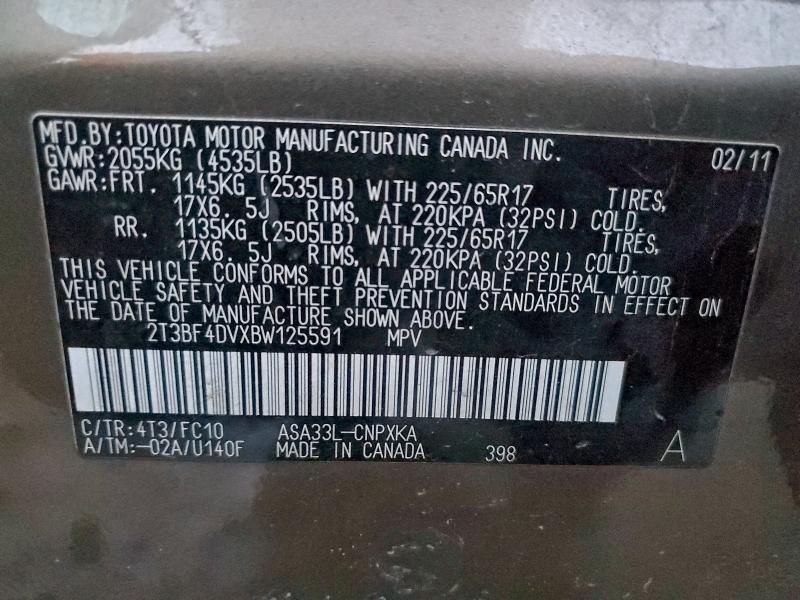 MFD.BY:TOYOTA MOTOR MANUFACTURING CANADA INC. 02/11
GVWR:2055KG (4535LB)
GAWR:FRT. 1145KG (2535LB) WITH 225/65R17 TIRES,
17X6.5J RIMS, AT 220KPA (32PSI) COLD.
RR. 1135KG (2505LB) WITH 225/65R17 TIRES,
17X6.5J RIMS, AT 220KPA (32PSI) COLD.
THIS VEHICLE CONFORMS TO ALL APPLICABLE FEDERAL MOTOR
VEHICLE SAFETY AND THEFT PREVENTION STANDARDS IN EFFECT ON
THE DATE OF MANUFACTURE SHOWN ABOVE.
2T3BF4DVXBW125591 MPV
C/TR:4T3/FC10 ASA33L-CNPXKA
A/TM:-02A/U140F MADE IN CANADA 398 A